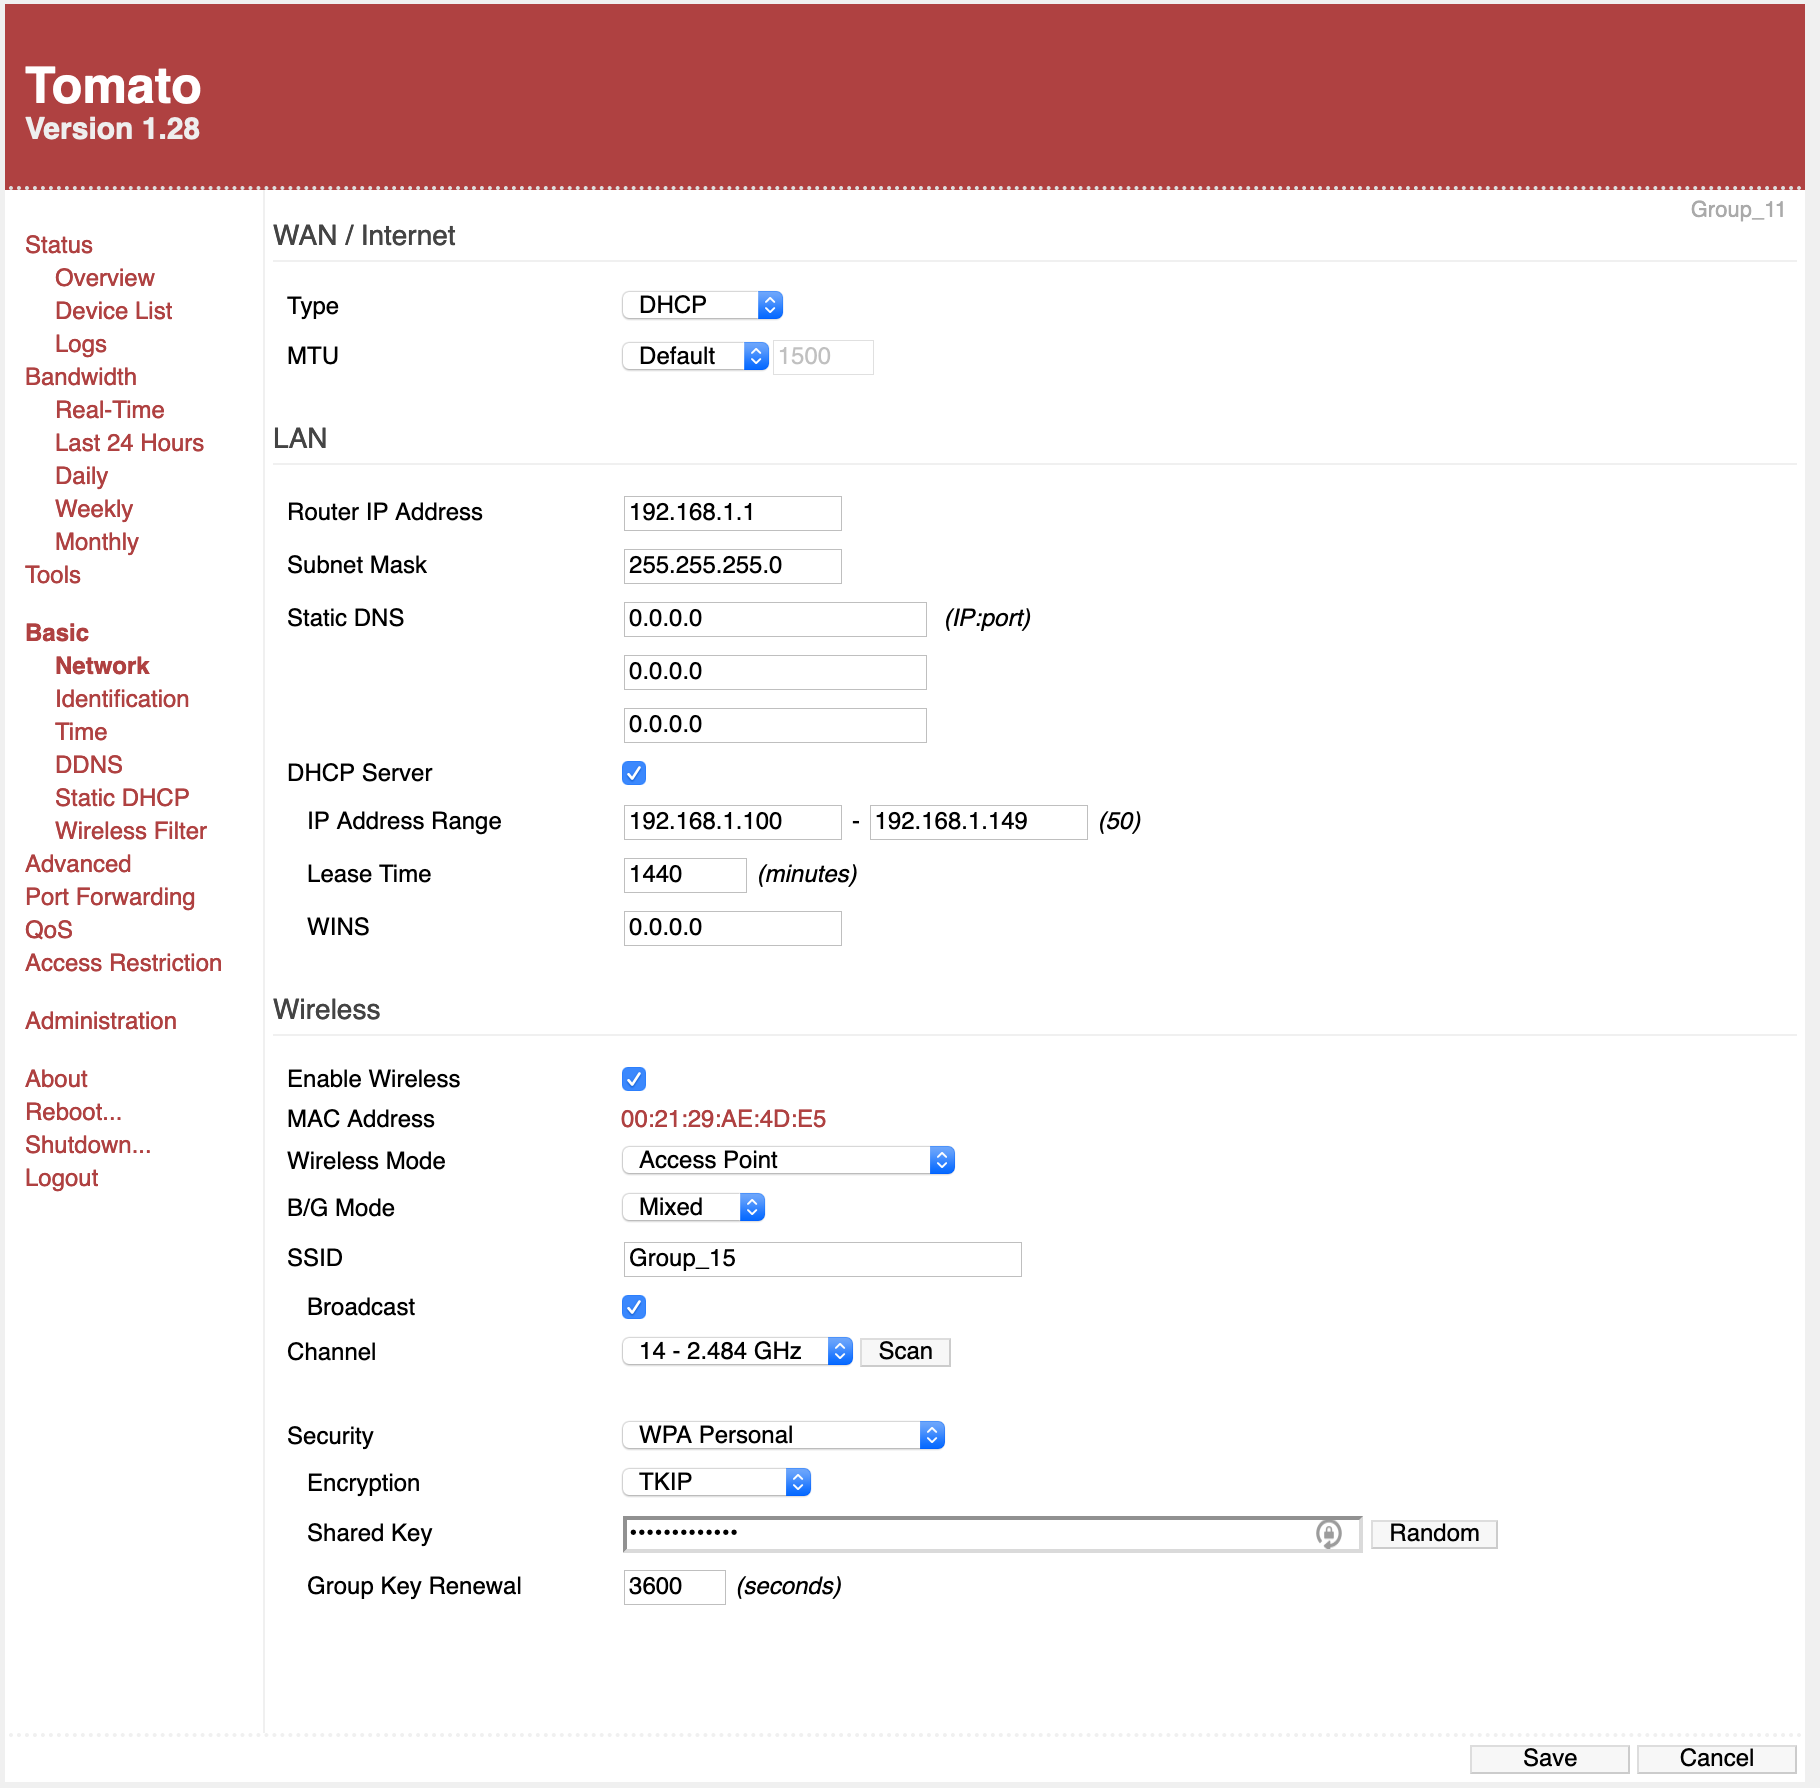 Tomato
Version 1.28
Group_11
Status
Overview
Device List
Logs
Bandwidth
Real-Time
Last 24 Hours
Daily
Weekly
Monthly
Tools
Basic
Network
Identification
Time
DDNS
Static DHCP
Wireless Filter
Advanced
Port Forwarding
QoS
Access Restriction
Administration
About
Reboot...
Shutdown...
Logout
WAN / Internet
Type DHCP
MTU Default 1500
LAN
Router IP Address 192.168.1.1
Subnet Mask 255.255.255.0
Static DNS 0.0.0.0 (IP:port)
0.0.0.0
0.0.0.0
DHCP Server
IP Address Range 192.168.1.100 - 192.168.1.149 (50)
Lease Time 1440 (minutes)
WINS 0.0.0.0
Wireless
Enable Wireless
MAC Address 00:21:29:AE:4D:E5
Wireless Mode Access Point
B/G Mode Mixed
SSID Group_15
Broadcast
Channel 14 - 2.484 GHz Scan
Security WPA Personal
Encryption TKIP
Shared Key ••••••••••••• Random
Group Key Renewal 3600 (seconds)
Save Cancel